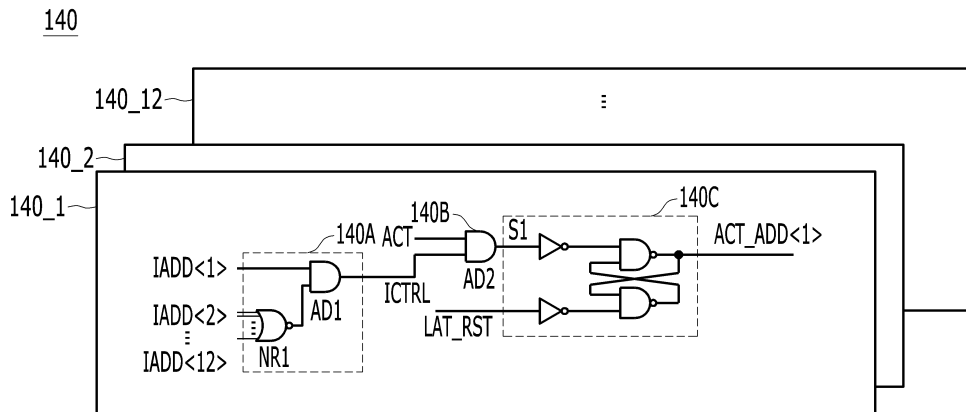 140
140_12
140_2
140_1
140A
140B
140C
ACT
S1
ACT_ADD<1>
IADD<1>
AD1
ICTRL
AD2
IADD<2>
LAT_RST
NR1
IADD<12>